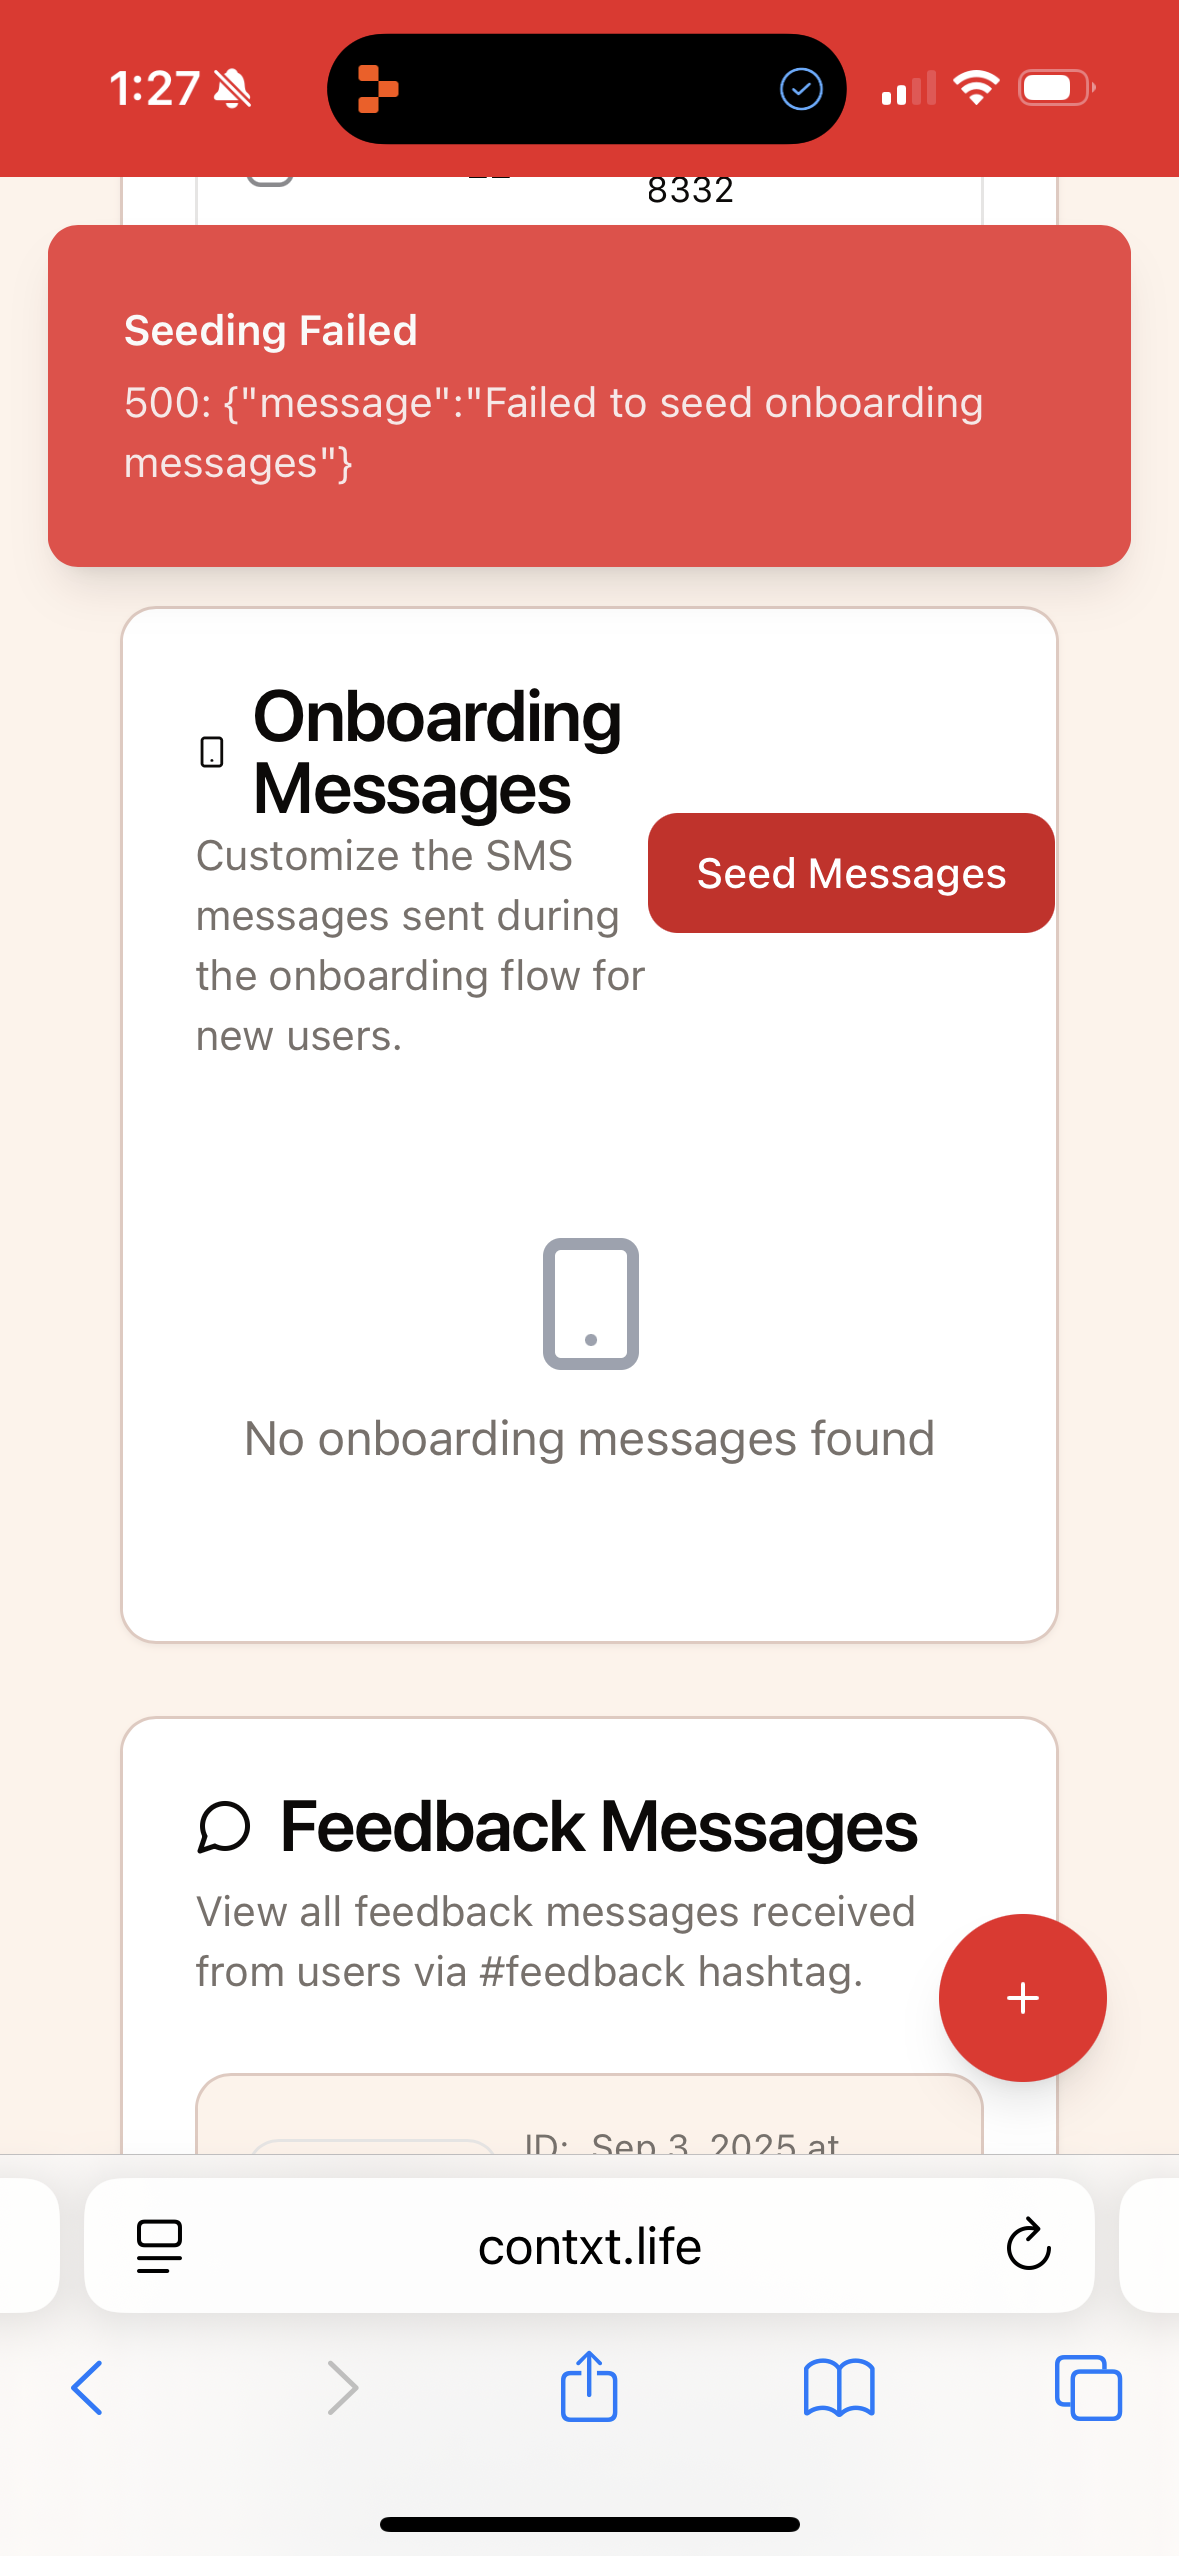 1:27
8332
Seeding Failed
500: {"message":"Failed to seed onboarding
messages"}
Onboarding
Messages
Customize the SMS
messages sent during
the onboarding flow for
new users.
Seed Messages
No onboarding messages found
Feedback Messages
View all feedback messages received
from users via #feedback hashtag.
ID: Sep 3, 2025 at
contxt.life